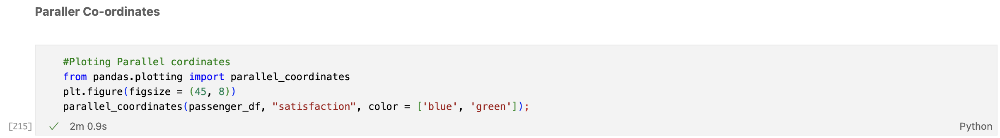 Paraller Co-ordinates
#Ploting Parallel cordinates
from pandas.plotting import parallel_coordinates
plt.figure(figsize = (45, 8))
parallel_coordinates(passenger_df, "satisfaction", color = ['blue', 'green']);
[215] 2m 0.9s Python